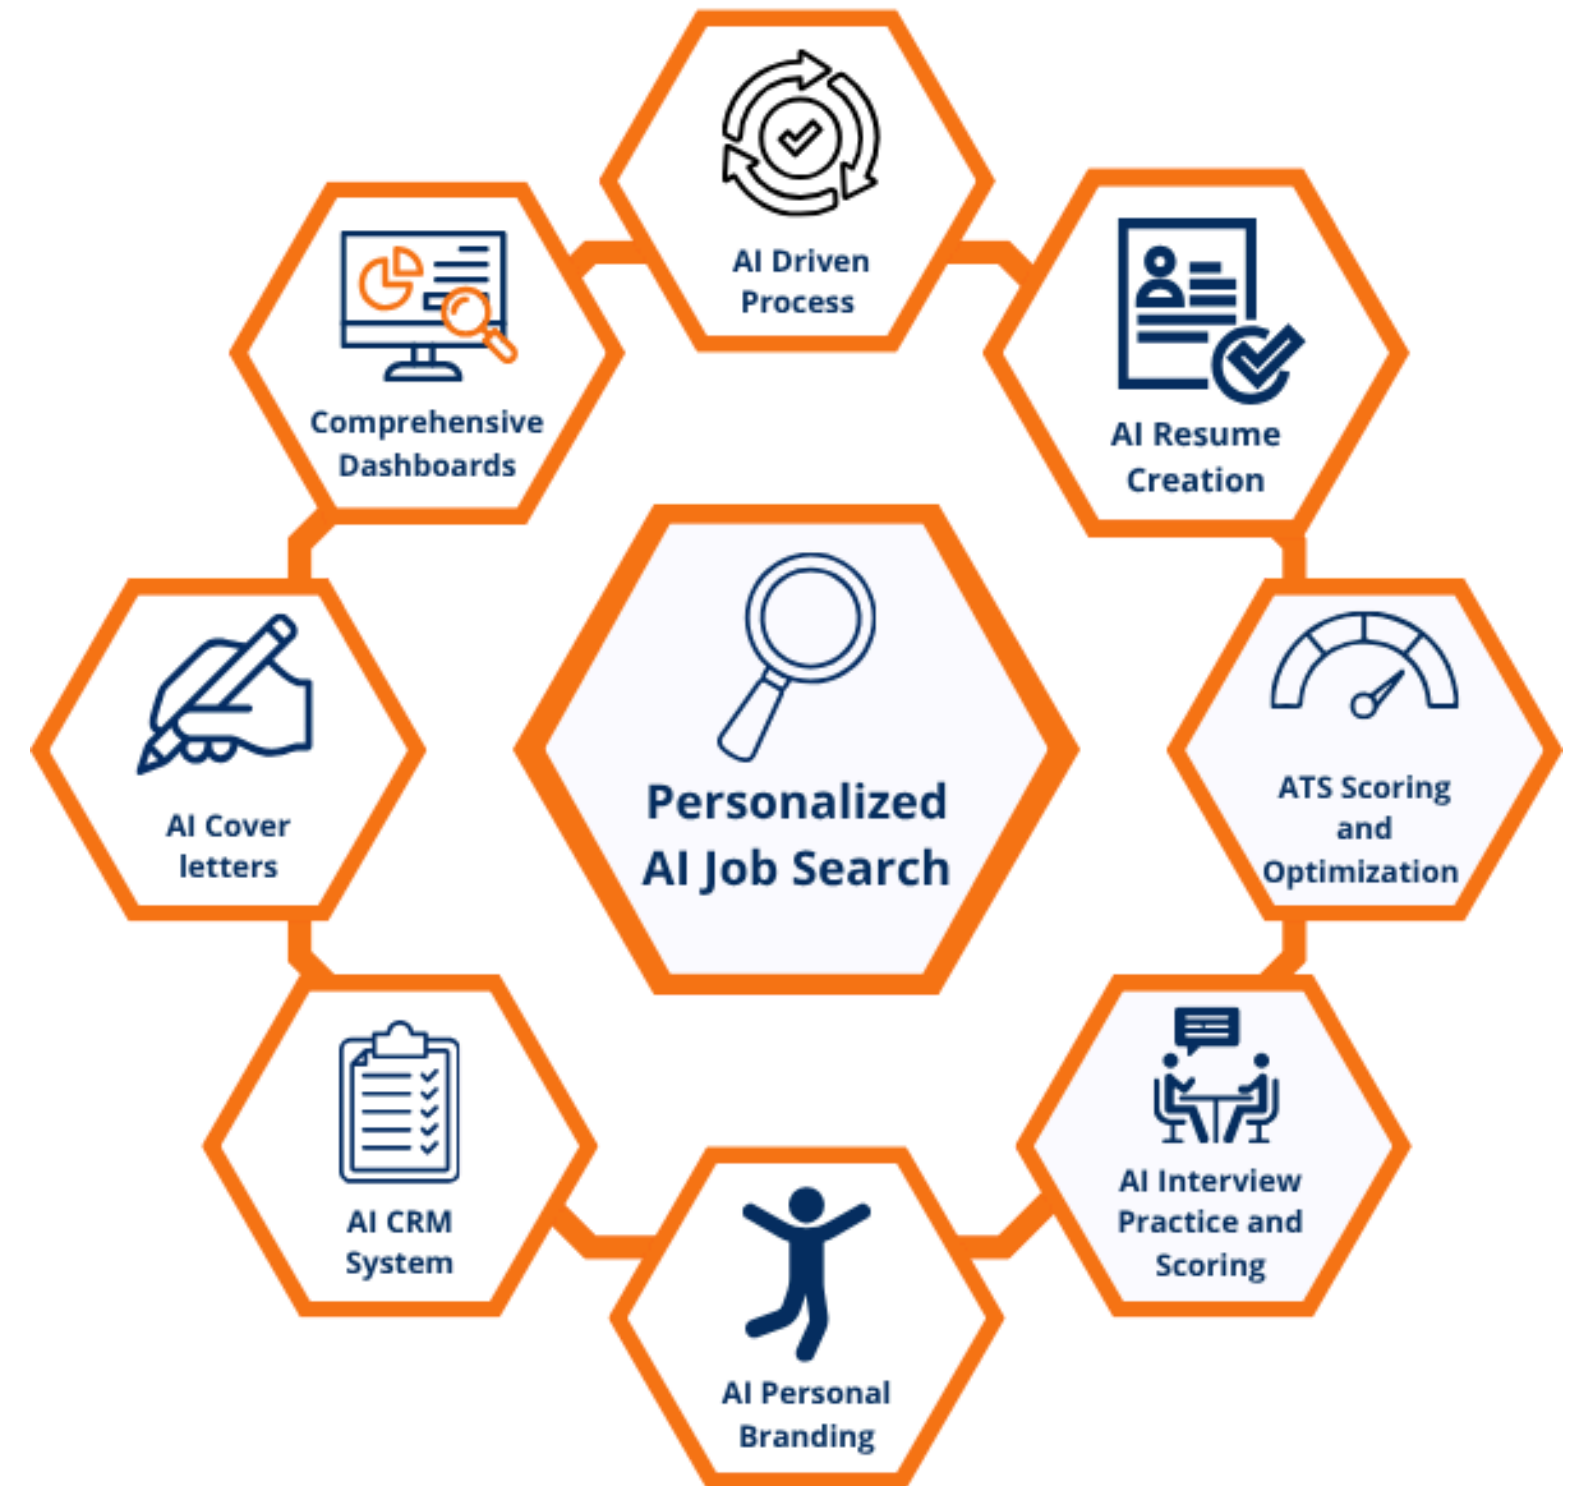 AI Driven
Process
Comprehensive
Dashboards
AI Resume
Creation
Personalized
AI Job Search
AI Cover
letters
ATS Scoring
and
Optimization
AI CRM
System
AI Interview
Practice and
Scoring
AI Personal
Branding